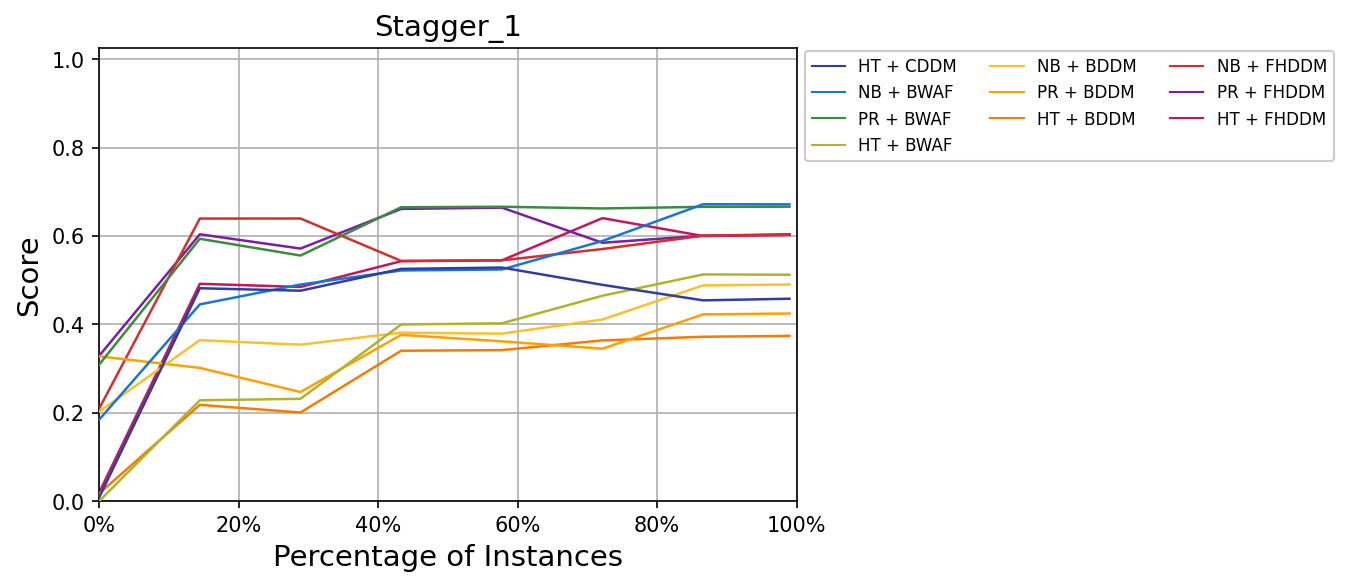 Stagger_1
1.0
0.8
0.6
0.4
0.2
0.0
Score
0% 20% 40% 60% 80% 100%
Percentage of Instances
HT + CDDM
NB + BWAF
PR + BWAF
HT + BWAF
NB + BDDM
PR + BDDM
HT + BDDM
NB + FHDDM
PR + FHDDM
HT + FHDDM